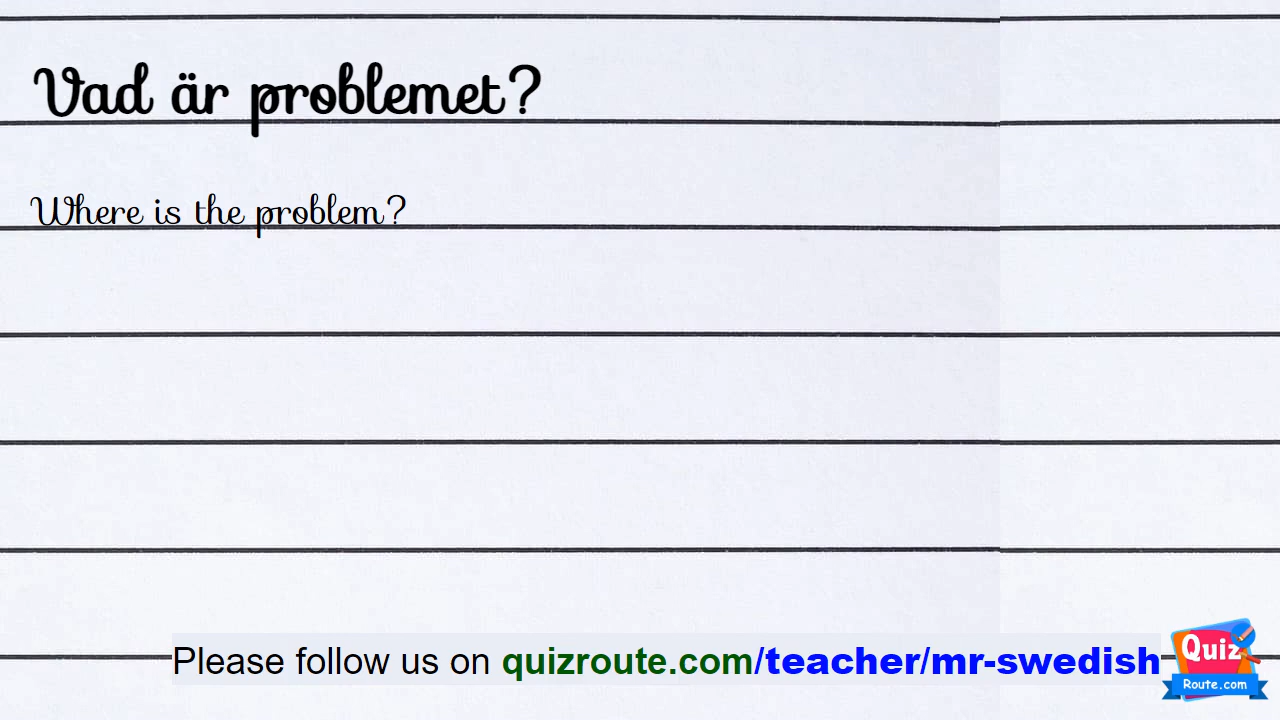 Vad är problemet?
Where is the problem?
Please follow us on quizroute.com/teacher/mr-swedish
Quiz
Route.com